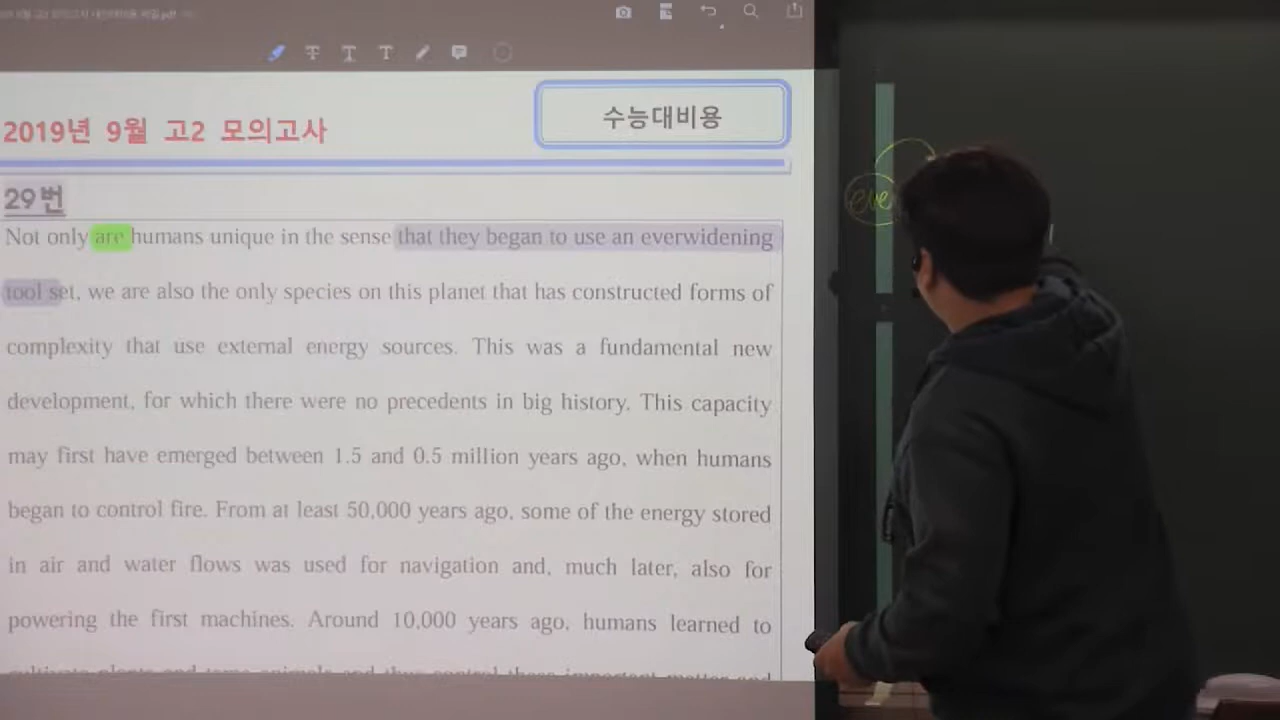 수능대비용
2019년 9월 고2 모의고사
29번
Not only are humans unique in the sense that they began to use an everwidening
tool set, we are also the only species on this planet that has constructed forms of
complexity that use external energy sources. This was a fundamental new
development, for which there were no precedents in big history. This capacity
may first have emerged between 1.5 and 0.5 million years ago, when humans
began to control fire. From at least 50,000 years ago, some of the energy stored
in air and water flows was used for navigation and, much later, also for
powering the first machines. Around 10,000 years ago, humans learned to
eve